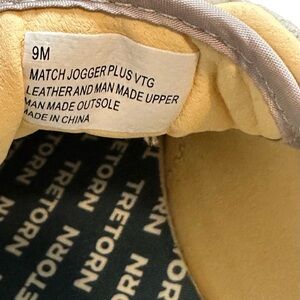 9M
MATCH JOGGER PLUS VTG
LEATHER AND MAN MADE UPPER
MAN MADE OUTSOLE
MADE IN CHINA
TRETORN
TRETORN
TRETORN
TRETORN